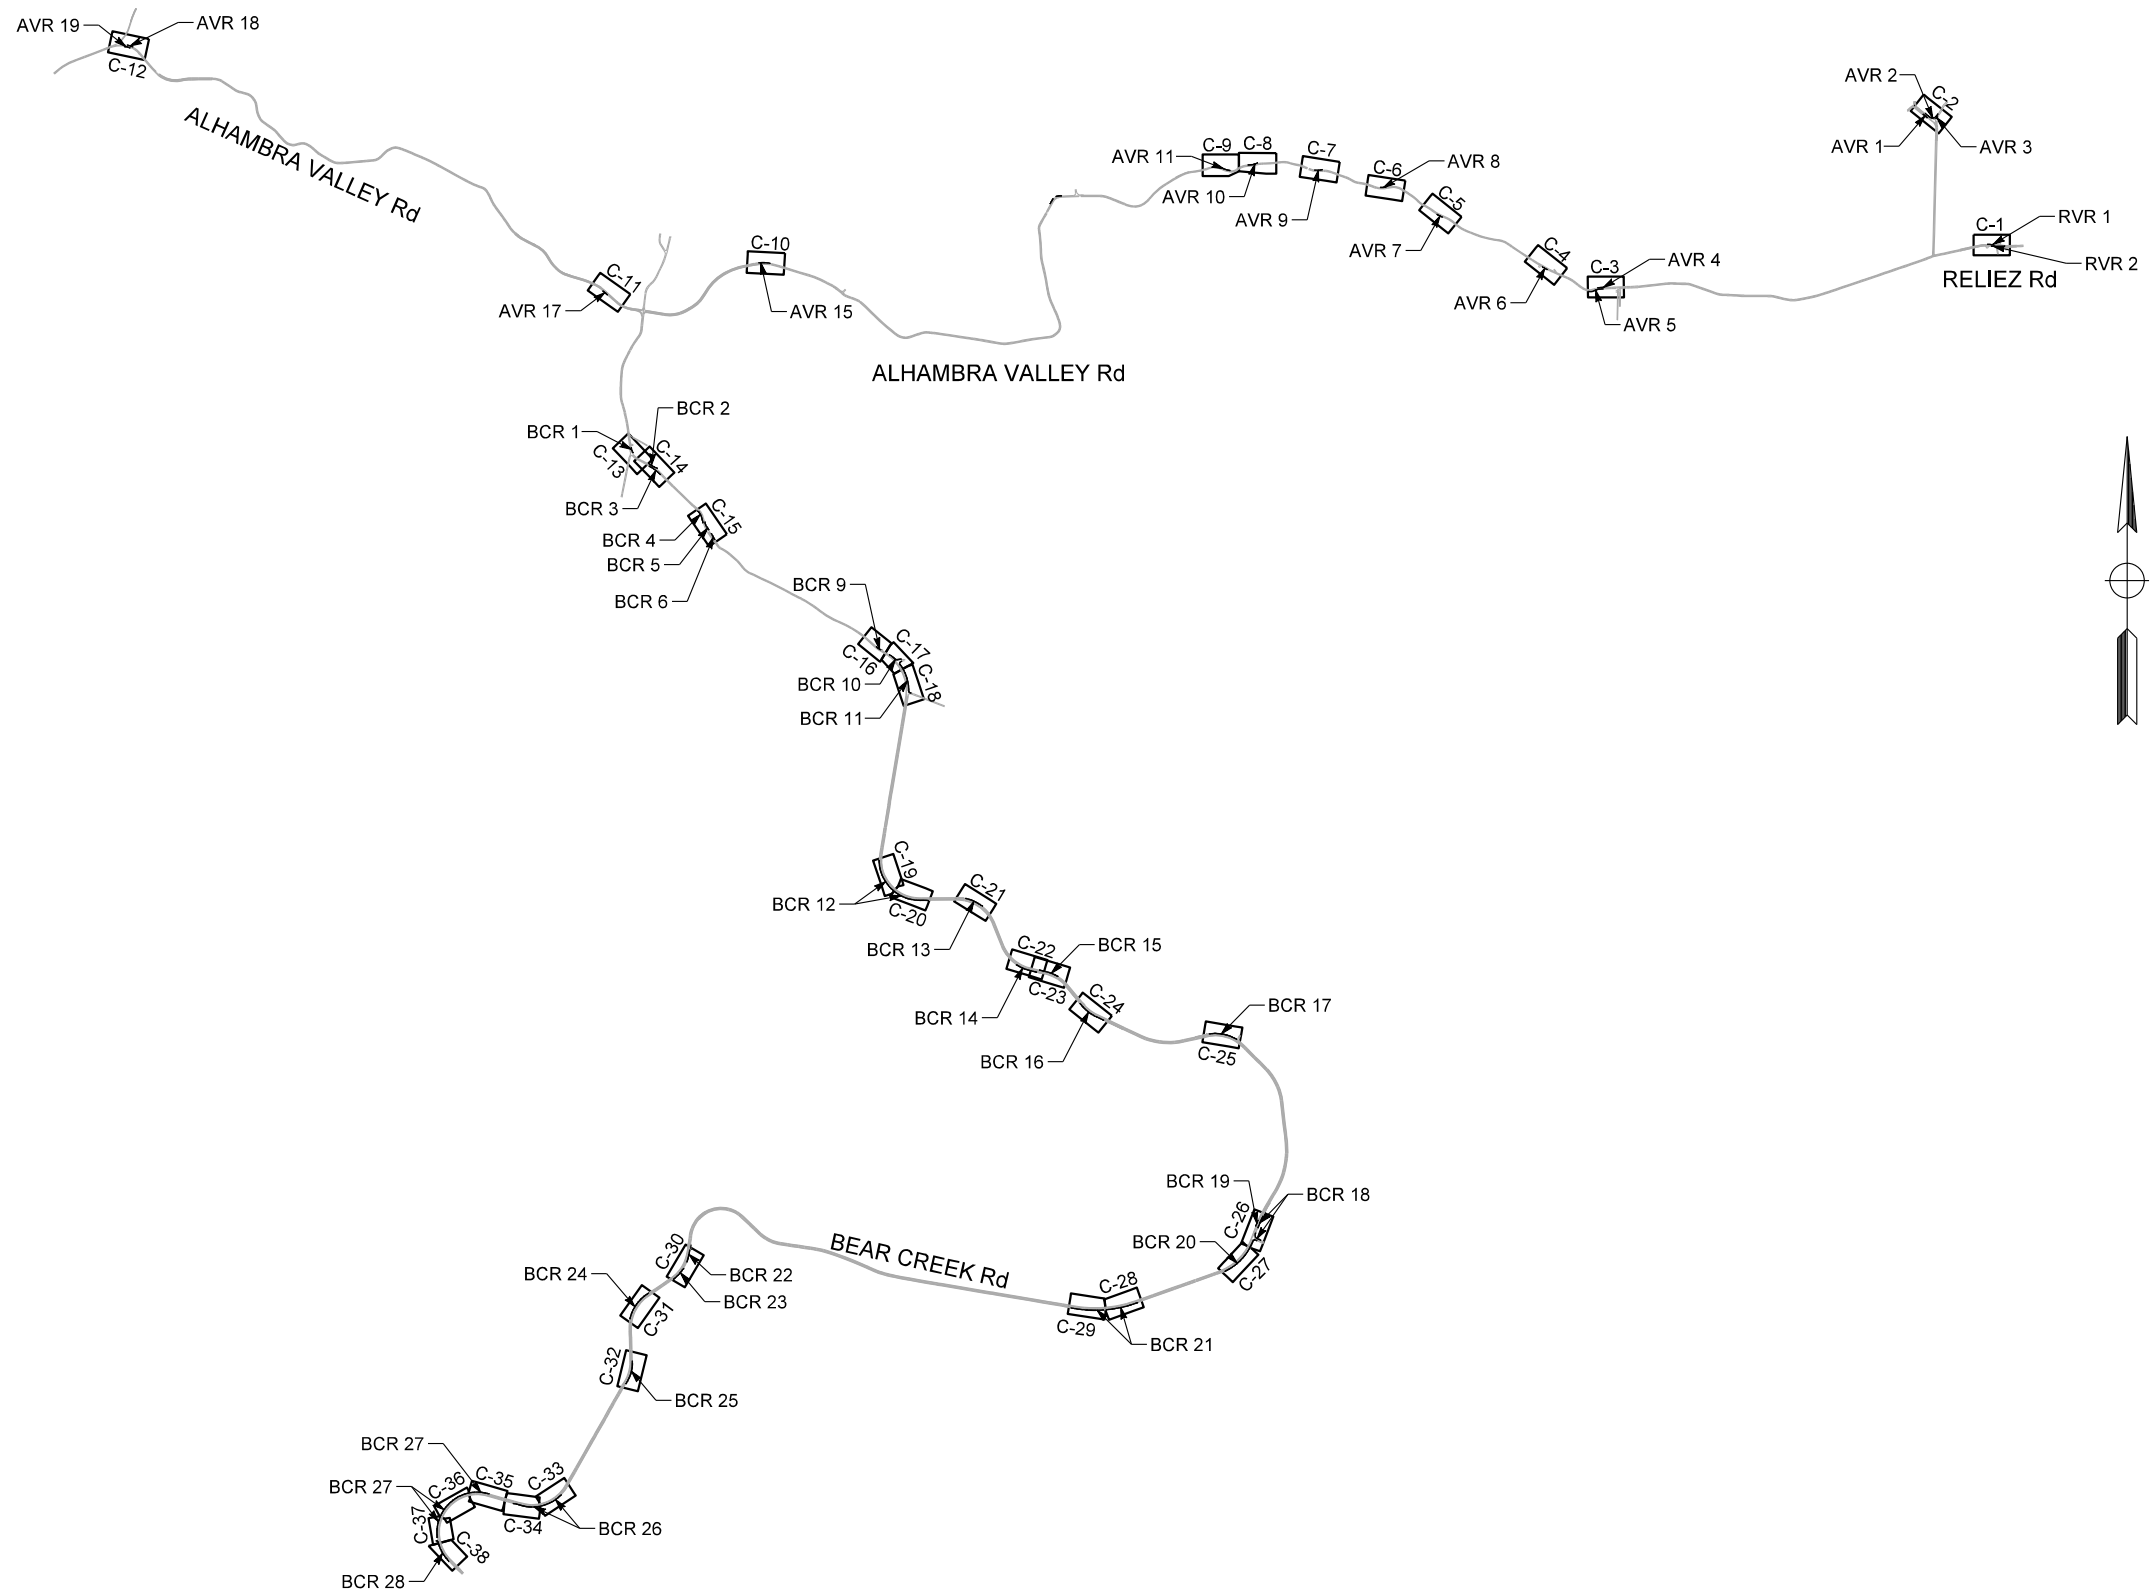 AVR 19
AVR 18
C-12
ALHAMBRA VALLEY Rd
AVR 2
C-2
AVR 1
AVR 3
C-9
C-8
C-7
C-6
AVR 11
AVR 10
AVR 9
AVR 8
C-5
AVR 7
C-4
AVR 6
C-3
AVR 4
AVR 5
C-1
RVR 1
RVR 2
RELIEZ Rd
C-10
AVR 15
C-11
AVR 17
ALHAMBRA VALLEY Rd
BCR 2
BCR 1
C-13
C-14
BCR 3
C-15
BCR 4
BCR 5
BCR 6
BCR 9
C-17
C-16
C-18
BCR 10
BCR 11
C-19
BCR 12
C-20
C-21
BCR 13
C-22
BCR 15
C-23
BCR 14
C-24
BCR 16
BCR 17
C-25
BCR 19
BCR 18
C-26
BCR 20
C-27
BEAR CREEK Rd
C-28
C-29
BCR 21
C-30
BCR 22
BCR 24
BCR 23
C-31
C-32
BCR 25
BCR 27
C-33
C-35
C-36
BCR 27
C-34
BCR 26
C-37
C-38
BCR 28